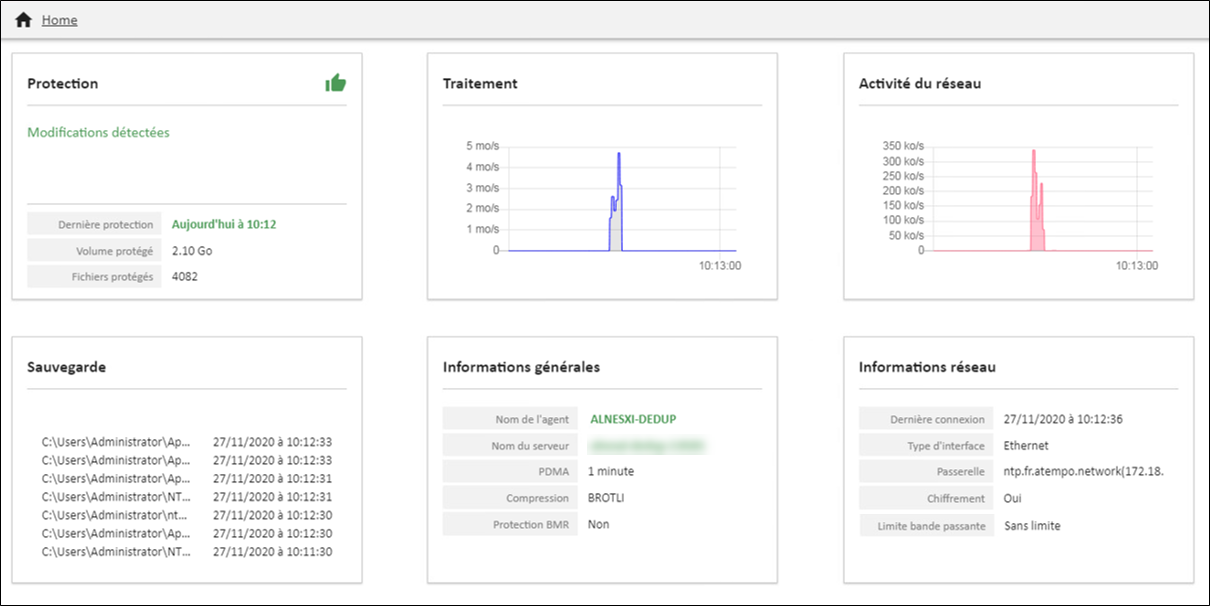 Home
Protection
Modifications détectées
Dernière protection Aujourd'hui à 10:12
Volume protégé 2.10 Go
Fichiers protégés 4082
Traitement
5 mo/s
4 mo/s
3 mo/s
2 mo/s
1 mo/s
0
10:13:00
Activité du réseau
350 ko/s
300 ko/s
250 ko/s
200 ko/s
150 ko/s
100 ko/s
50 ko/s
0
10:13:00
Sauvegarde
C:\Users\Administrator\Ap... 27/11/2020 à 10:12:33
C:\Users\Administrator\Ap... 27/11/2020 à 10:12:33
C:\Users\Administrator\Ap... 27/11/2020 à 10:12:31
C:\Users\Administrator\NT... 27/11/2020 à 10:12:31
C:\Users\Administrator\nt... 27/11/2020 à 10:12:30
C:\Users\Administrator\Ap... 27/11/2020 à 10:12:30
C:\Users\Administrator\NT... 27/11/2020 à 10:11:30
Informations générales
Nom de l'agent ALNESXI-DEDUP
Nom du serveur
PDMA 1 minute
Compression BROTLI
Protection BMR Non
Informations réseau
Dernière connexion 27/11/2020 à 10:12:36
Type d'interface Ethernet
Passerelle ntp.fr.atempo.network(172.18.
Chiffrement Oui
Limite bande passante Sans limite